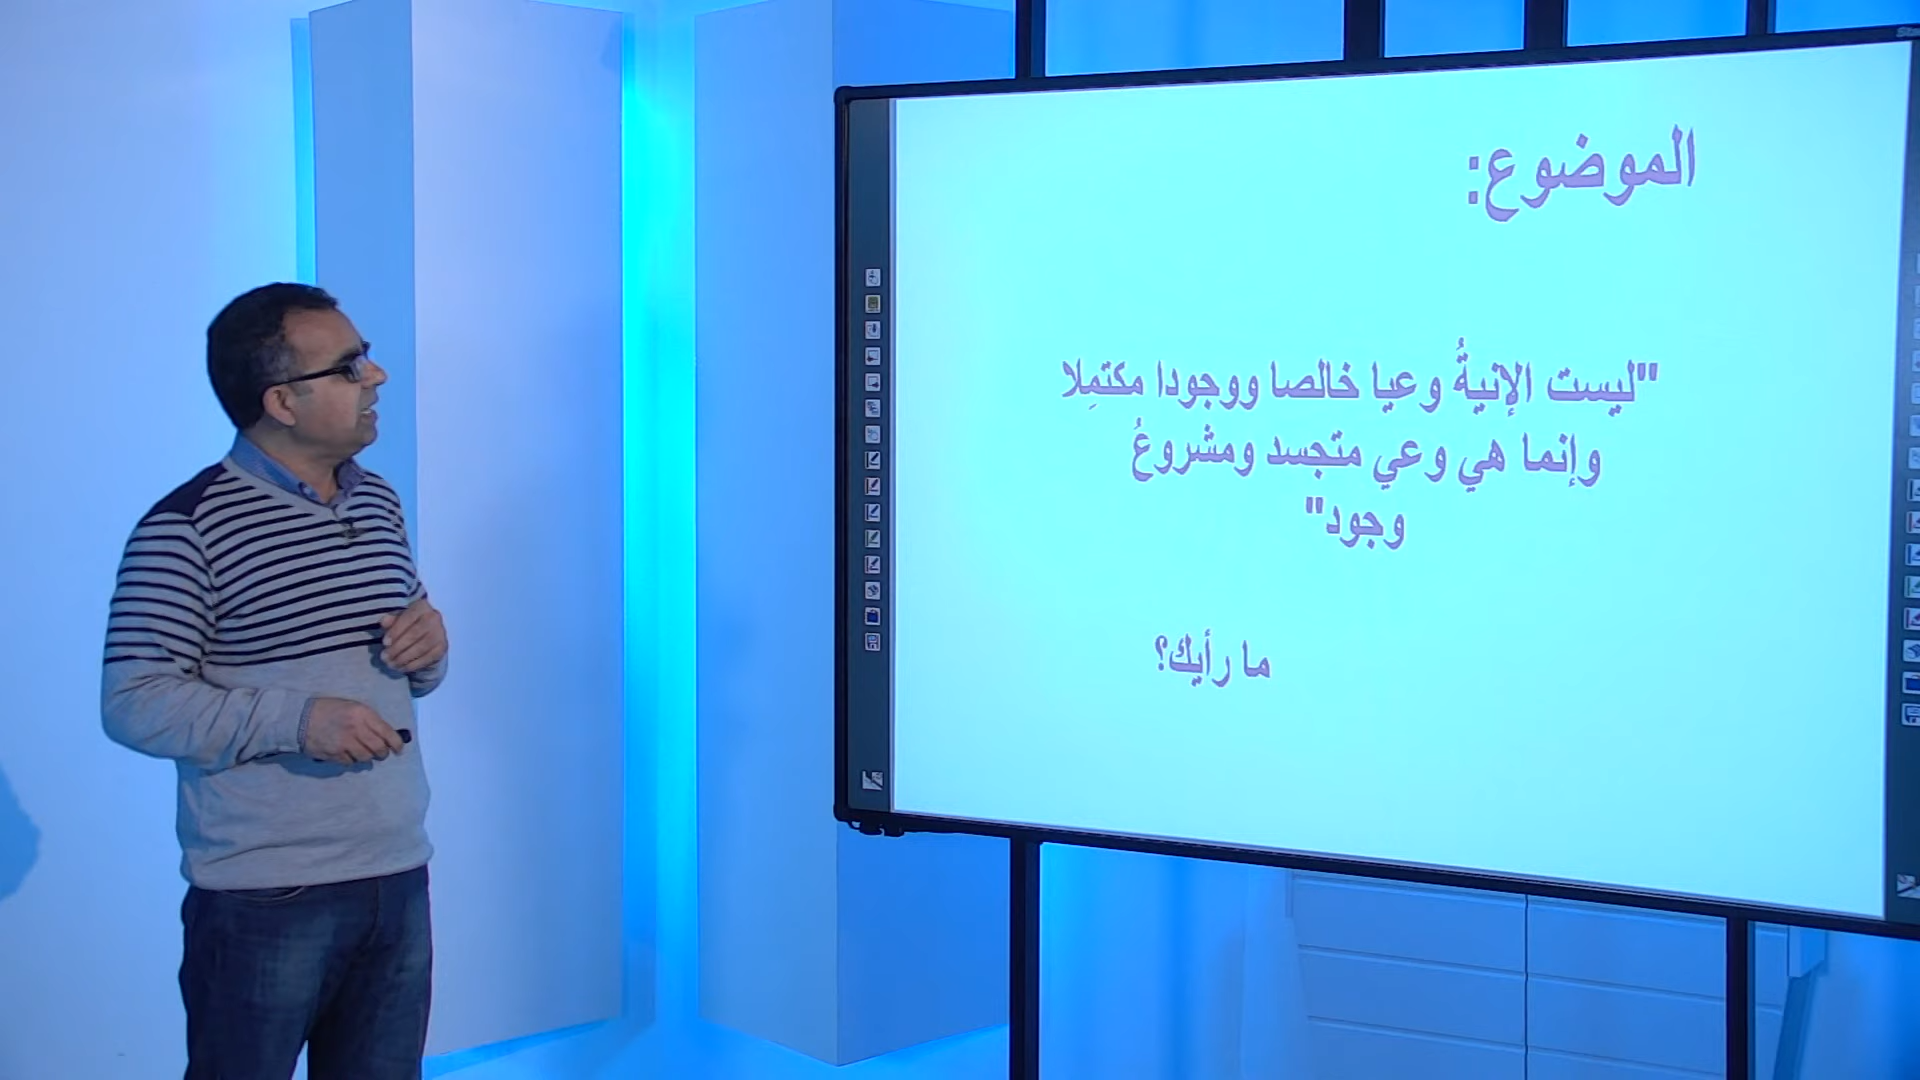 الموضوع:
"ليست الإنيةُ وعيا خالصا ووجودا مكتمِلا
وإنما هي وعي متجسد ومشروعُ
وجود"
ما رأيك؟